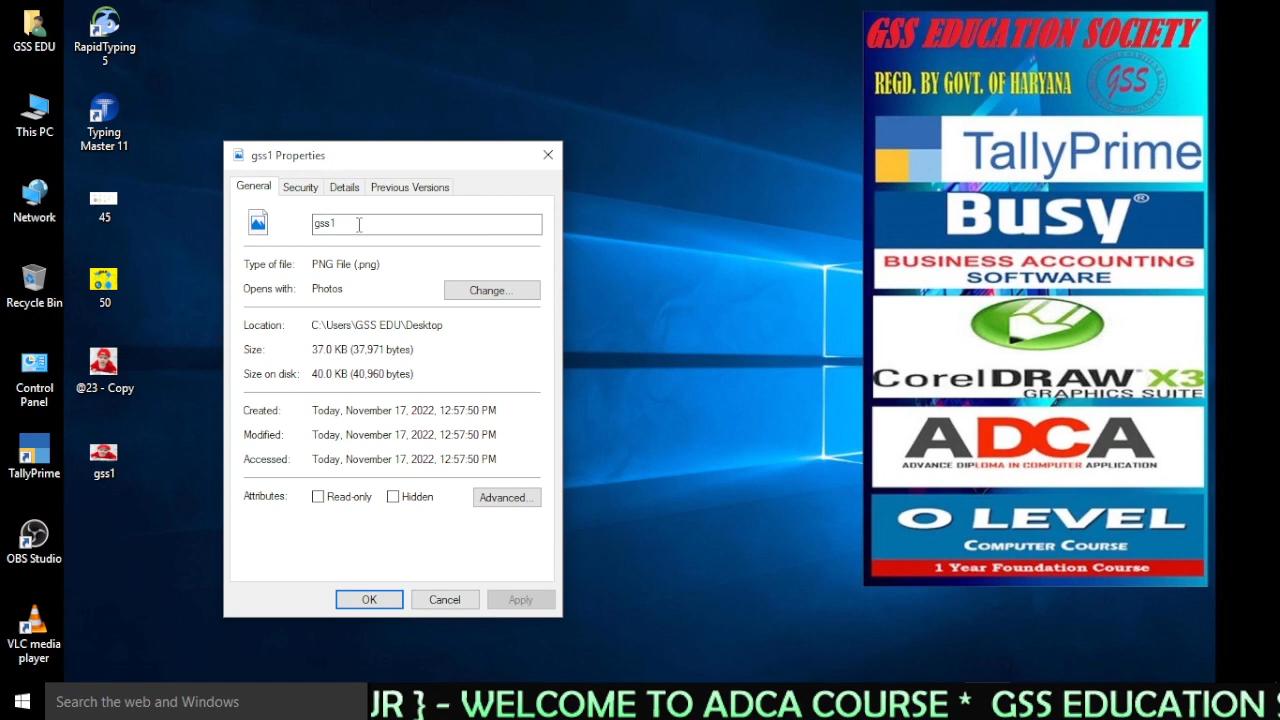 GSS EDU
RapidTyping
5
This PC
Typing
Master 11
Network
45
Recycle Bin
50
Control
Panel
@23 - Copy
TallyPrime
gss1
OBS Studio
VLC media
player
gss1 Properties
General
Security
Details
Previous Versions
gss1
Type of file:
PNG File (.png)
Opens with:
Photos
Change...
Location:
C:\Users\GSS EDU\Desktop
Size:
37.0 KB (37,971 bytes)
Size on disk:
40.0 KB (40,960 bytes)
Created:
Today, November 17, 2022, 12:57:50 PM
Modified:
Today, November 17, 2022, 12:57:50 PM
Accessed:
Today, November 17, 2022, 12:57:50 PM
Attributes:
Read-only
Hidden
Advanced...
OK
Cancel
Apply
GSS EDUCATION SOCIETY
REGD. BY GOVT. OF HARYANA
GSS
TallyPrime
Busy®
BUSINESS ACCOUNTING
SOFTWARE
CorelDRAW X3
GRAPHICS SUITE
ADCA
ADVANCE DIPLOMA IN COMPUTER APPLICATION
O LEVEL
COMPUTER COURSE
1 Year Foundation Course
Search the web and Windows
JR } - WELCOME TO ADCA COURSE * GSS EDUCATION